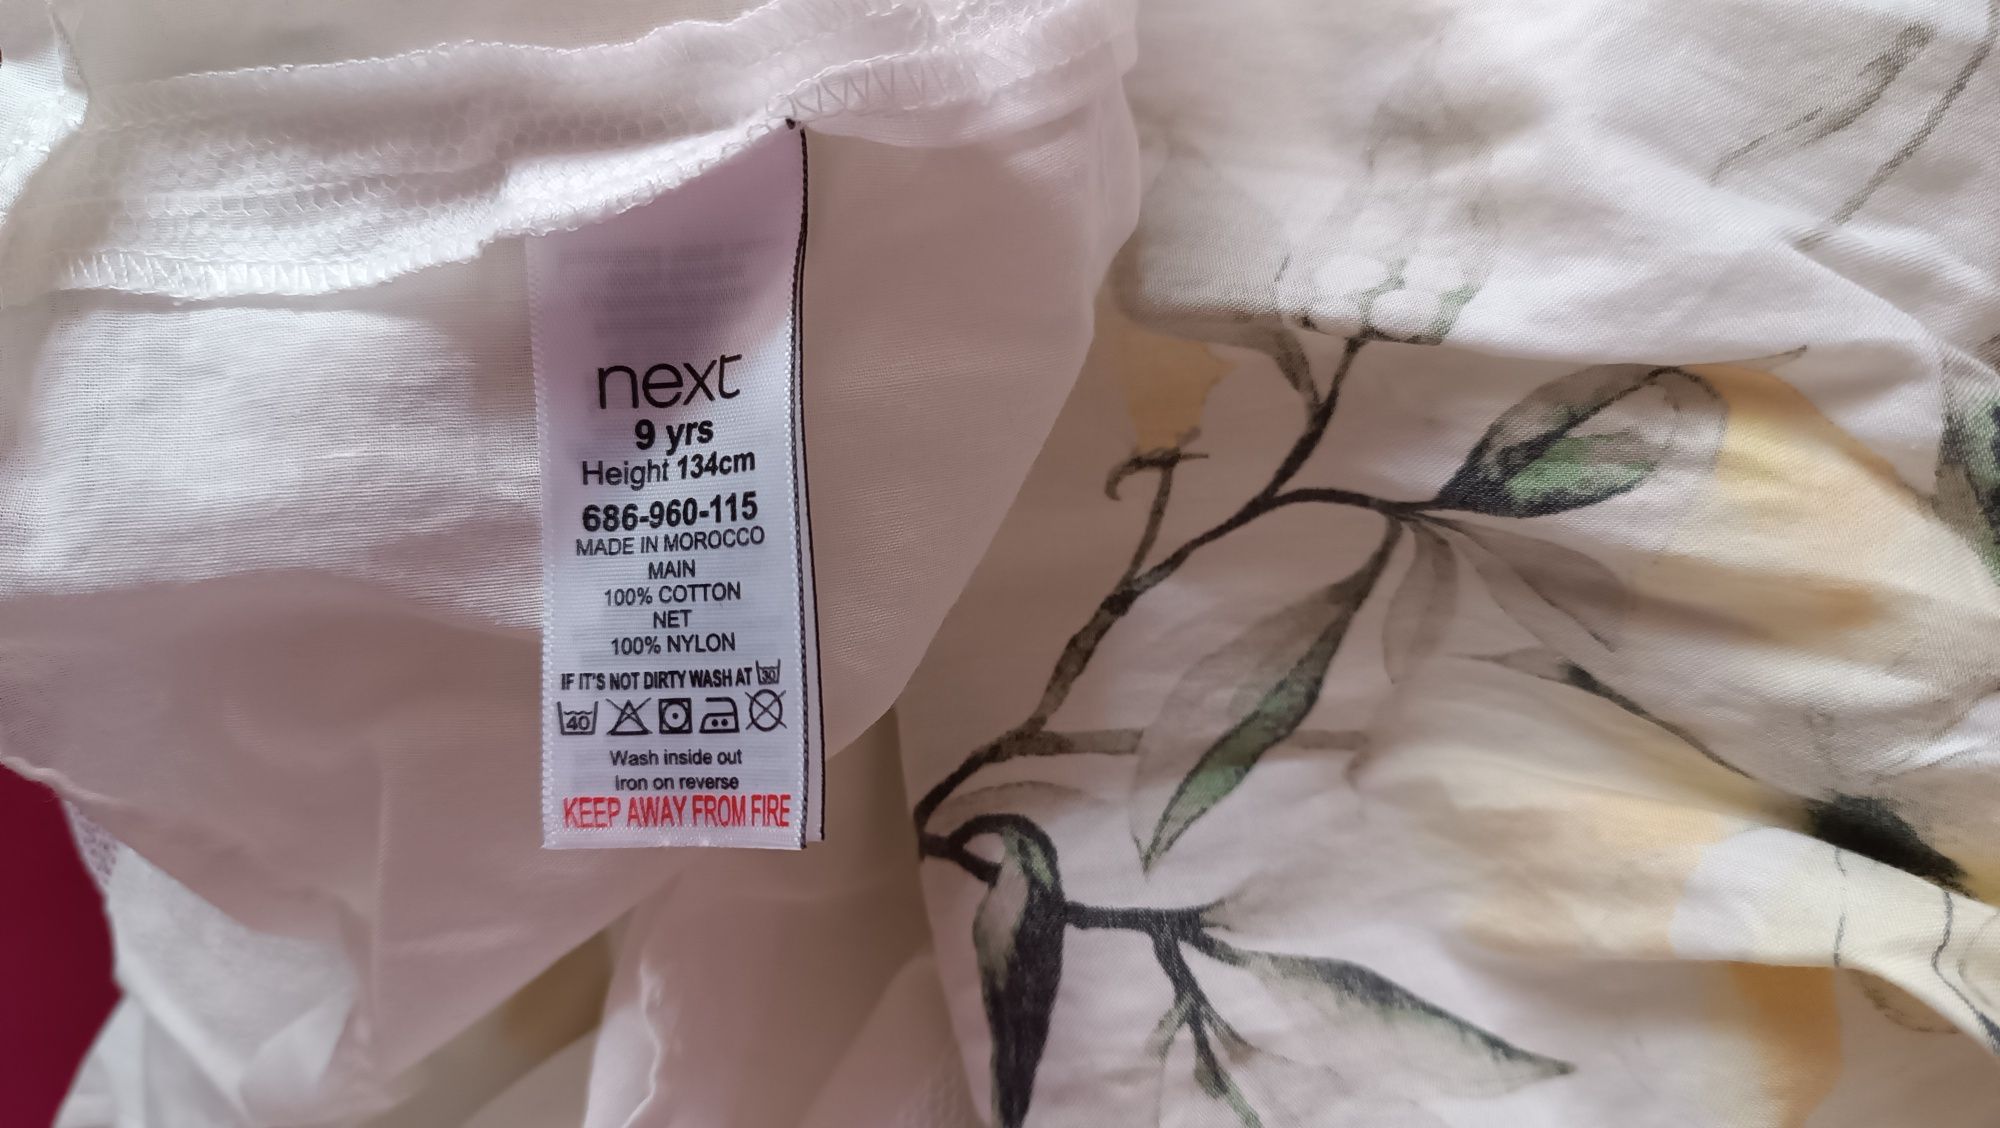 next
9 yrs
Height 134cm
686-960-115
MADE IN MOROCCO
MAIN
100% COTTON
NET
100% NYLON
IF IT'S NOT DIRTY WASH AT 30
40
Wash inside out
Iron on reverse
KEEP AWAY FROM FIRE